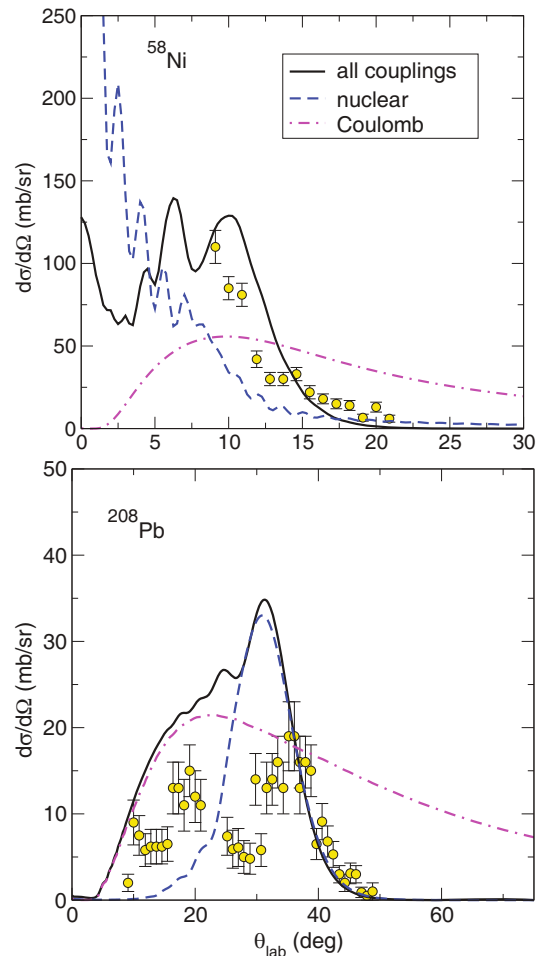 250
200
150
100
50
0
dσ/dΩ (mb/sr)
58Ni
all couplings
nuclear
Coulomb
0 5 10 15 20 25 30
50
40
30
20
10
0
dσ/dΩ (mb/sr)
208Pb
0 20 40 60
θlab (deg)